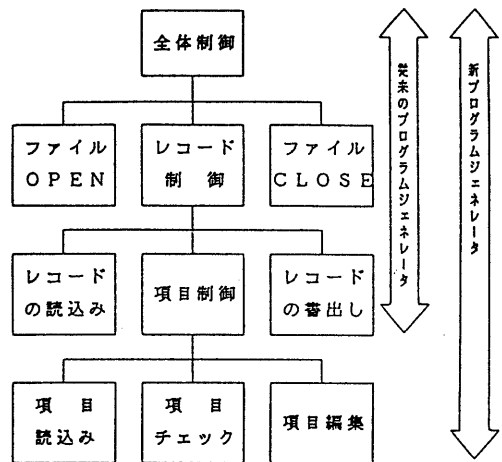 全体制御
ファイル
OPEN
レコード
制御
ファイル
CLOSE
レコード
の読込み
項目制御
レコード
の書出し
項目
読込み
項目
チェック
項目編集
従来のプログラムジェネレータ
新プログラムジェネレータ